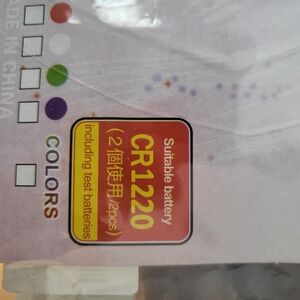 MADE IN CHINA
COLORS
Suitable battery
CR1220
(2個使用/2pcs)
including test batteries